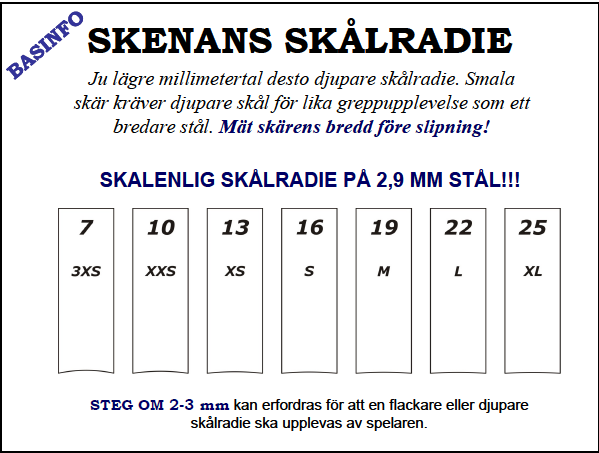 BASINFO
SKENANS SKÅLRADIE
Ju lägre millimetertal desto djupare skålradie. Smala
skär kräver djupare skål för lika greppupplevelse som ett
bredare stål. Mät skärens bredd före slipning!
SKALENLIG SKÅLRADIE PÅ 2,9 MM STÅL!!!
7 10 13 16 19 22 25
3XS XXS XS S M L XL
STEG OM 2-3 mm kan erfordras för att en flackare eller djupare
skålradie ska upplevas av spelaren.